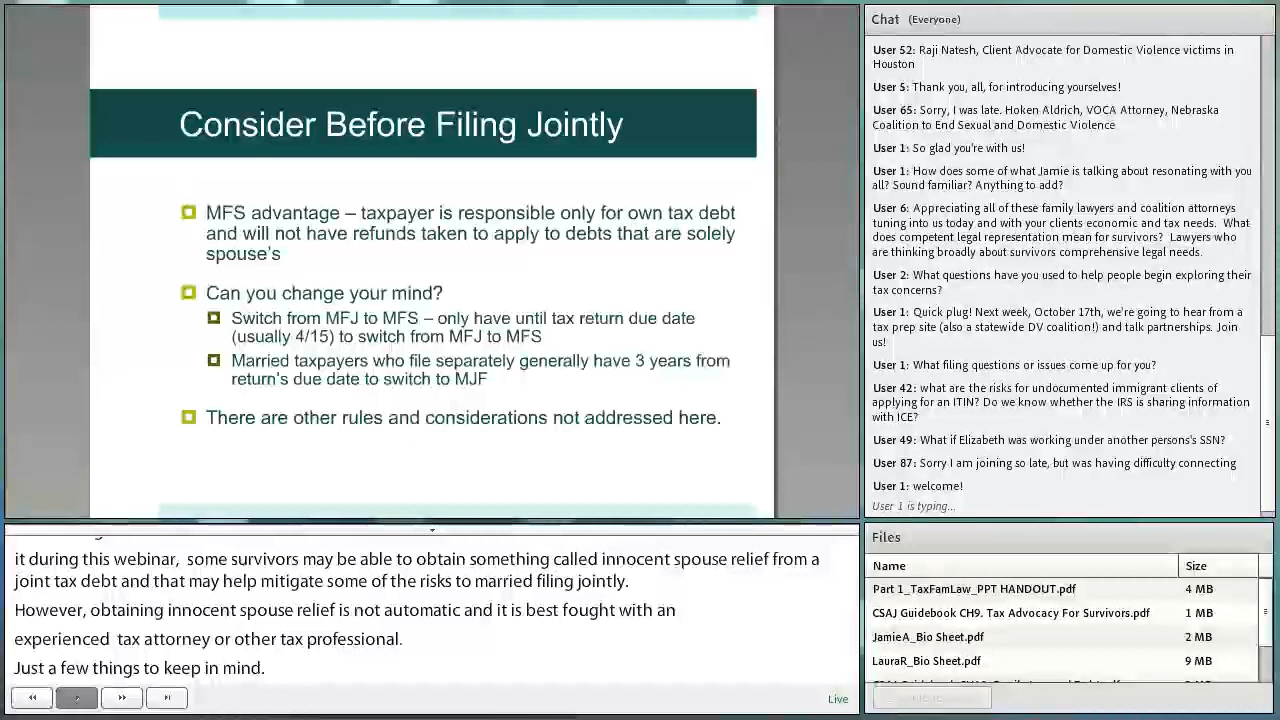 Consider Before Filing Jointly
MFS advantage – taxpayer is responsible only for own tax debt
and will not have refunds taken to apply to debts that are solely
spouse's
Can you change your mind?
Switch from MFJ to MFS – only have until tax return due date
(usually 4/15) to switch from MFJ to MFS
Married taxpayers who file separately generally have 3 years from
return's due date to switch to MJF
There are other rules and considerations not addressed here.
it during this webinar, some survivors may be able to obtain something called innocent spouse relief from a
joint tax debt and that may help mitigate some of the risks to married filing jointly.
However, obtaining innocent spouse relief is not automatic and it is best fought with an
experienced tax attorney or other tax professional.
Just a few things to keep in mind.
Live
Chat (Everyone)
User 52: Raji Natesh, Client Advocate for Domestic Violence victims in
Houston
User 5: Thank you, all, for introducing yourselves!
User 65: Sorry, I was late. Hoken Aldrich, VOCA Attorney, Nebraska
Coalition to End Sexual and Domestic Violence
User 1: So glad you're with us!
User 1: How does some of what Jamie is talking about resonating with you
all? Sound familiar? Anything to add?
User 6: Appreciating all of these family lawyers and coalition attorneys
tuning into us today and with your clients economic and tax needs. What
does competent legal representation mean for survivors? Lawyers who
are thinking broadly about survivors comprehensive legal needs.
User 2: What questions have you used to help people begin exploring their
tax concerns?
User 1: Quick plug! Next week, October 17th, we're going to hear from a
tax prep site (also a statewide DV coalition!) and talk partnerships. Join
us!
User 1: What filing questions or issues come up for you?
User 42: what are the risks for undocumented immigrant clients of
applying for an ITIN? Do we know whether the IRS is sharing information
with ICE?
User 49: What if Elizabeth was working under another persons's SSN?
User 87: Sorry I am joining so late, but was having difficulty connecting
User 1: welcome!
User 1 is typing...
Files
Name Size
Part 1_TaxFamLaw_PPT HANDOUT.pdf 4 MB
CSAJ Guidebook CH9. Tax Advocacy For Survivors.pdf 1 MB
JamieA_Bio Sheet.pdf 2 MB
LauraR_Bio Sheet.pdf 9 MB